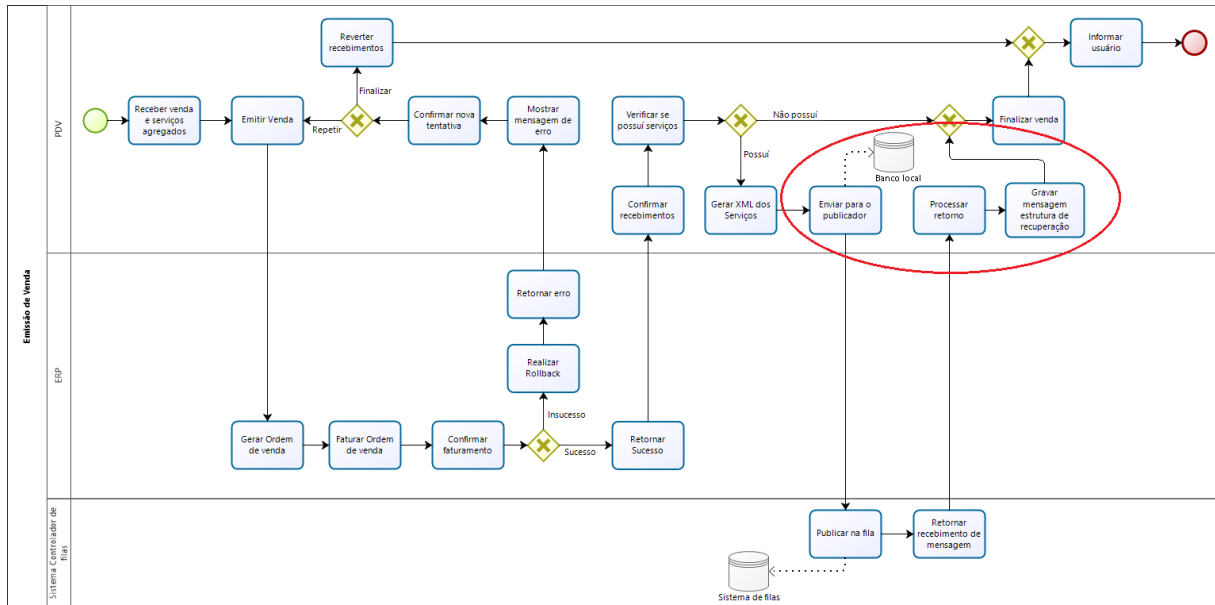 Emissão de Venda
PDV
Reverter
recebimentos
Informar
usuário
Finalizar
Receber venda
e serviços
agregados
Emitir Venda
Repetir
Confirmar nova
tentativa
Mostrar
mensagem de
erro
Verificar se
possuí serviços
Não possuí
Finalizar venda
Possuí
Banco local
Confirmar
recebimentos
Gerar XML dos
Serviços
Enviar para o
publicador
Processar
retorno
Gravar
mensagem
estrutura de
recuperação
ERP
Retornar erro
Realizar
Rollback
Insucesso
Gerar Ordem
de venda
Faturar Ordem
de venda
Confirmar
faturamento
Sucesso
Retornar
Sucesso
Sistema Controlador de
filas
Publicar na fila
Retornar
recebimento de
mensagem
Sistema de filas